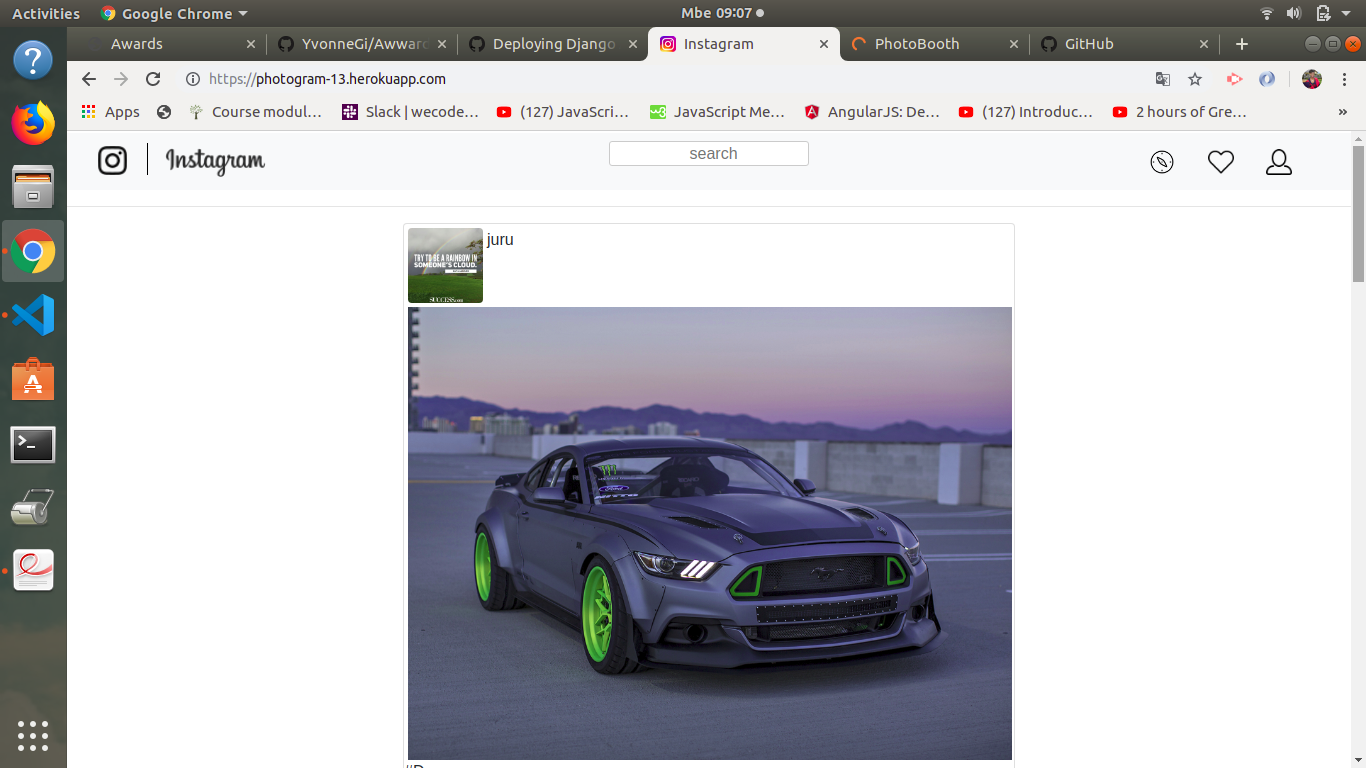 Activities Google Chrome Mbe 09:07
Awards YvonneGi/Awward Deploying Django Instagram PhotoBooth GitHub
https://photogram-13.herokuapp.com
Apps Course modul… Slack | wecode… (127) JavaScri… JavaScript Me… AngularJS: De… (127) Introduc… 2 hours of Gre… »
Instagram search
juru
TRY TO BE A RAINBOW IN
SOMEONE'S CLOUD.
SUCCESS.com
Ford